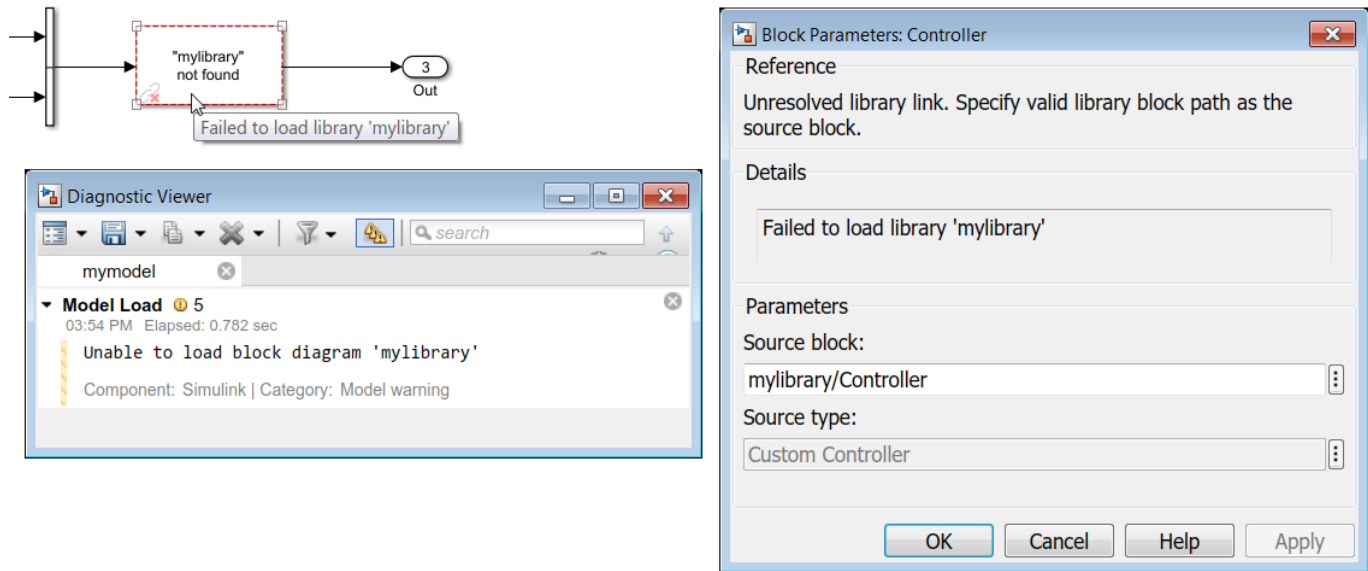 "mylibrary"
not found
3
Out
Failed to load library 'mylibrary'
Diagnostic Viewer
search
mymodel
Model Load 5
03:54 PM Elapsed: 0.782 sec
Unable to load block diagram 'mylibrary'
Component: Simulink | Category: Model warning
Block Parameters: Controller
Reference
Unresolved library link. Specify valid library block path as the
source block.
Details
Failed to load library 'mylibrary'
Parameters
Source block:
mylibrary/Controller
Source type:
Custom Controller
OK Cancel Help Apply